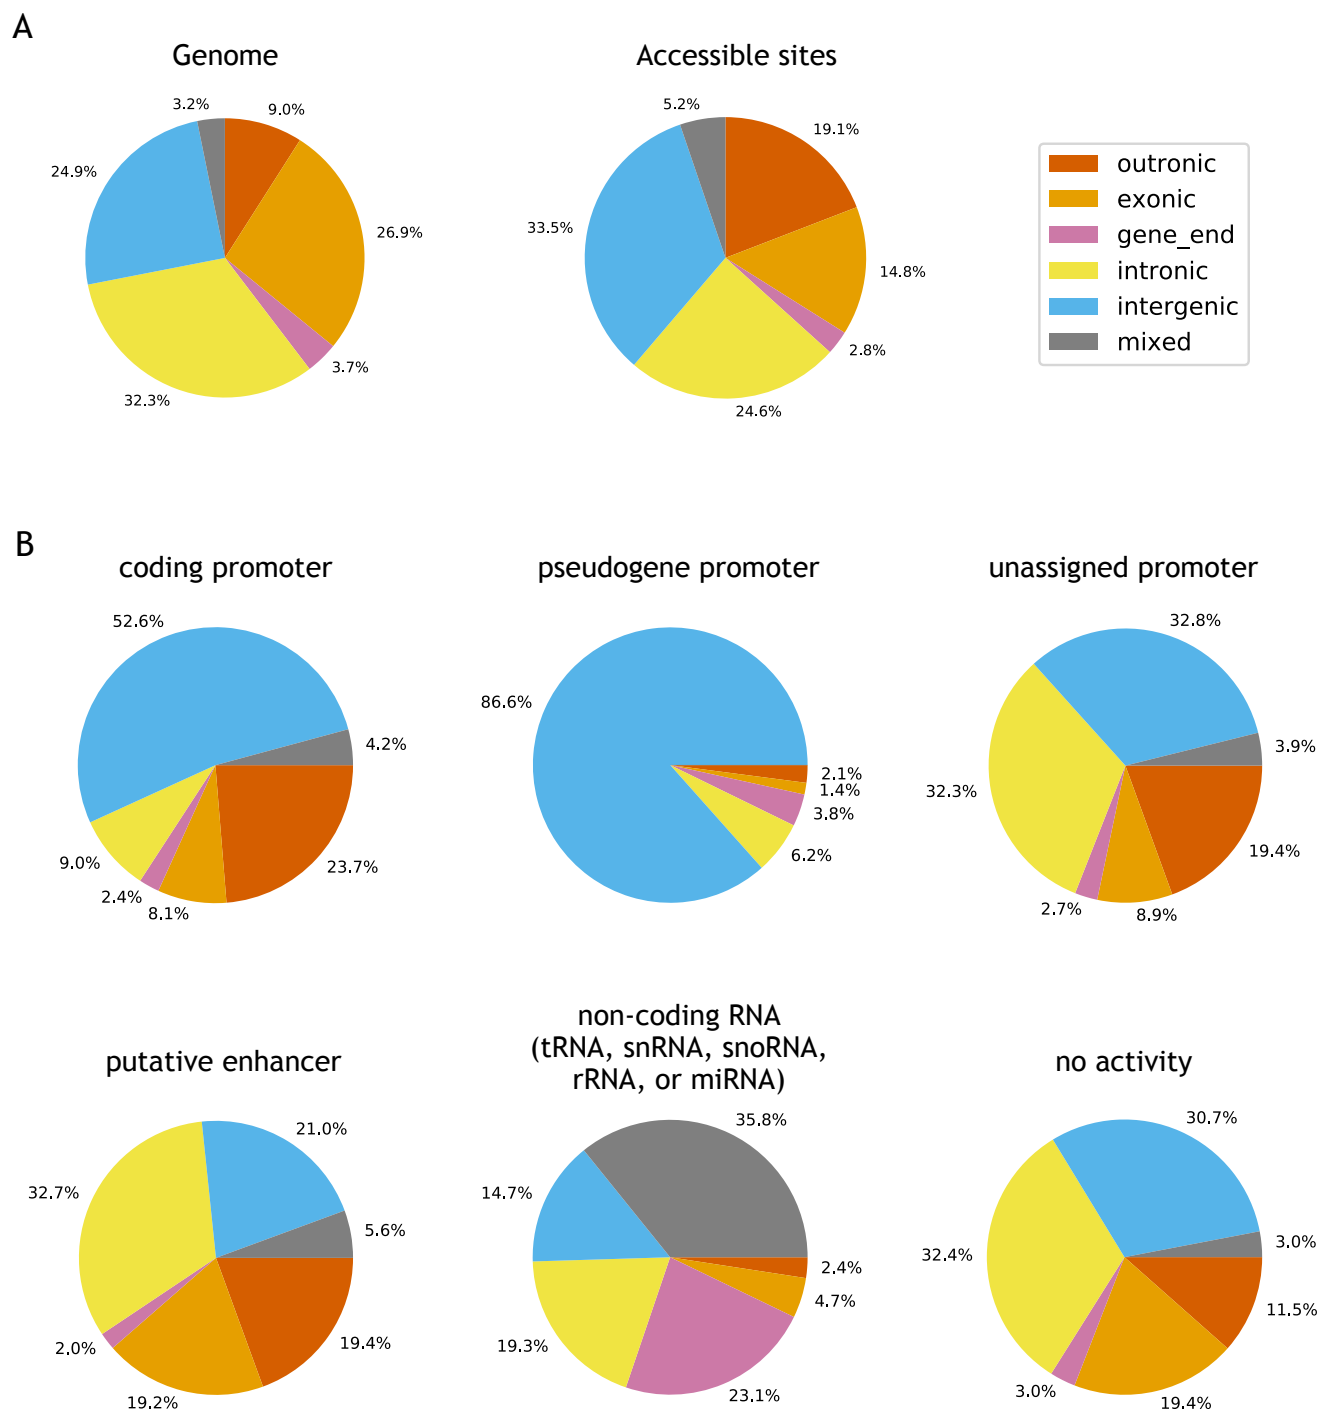 A
Genome
Accessible sites
3.2%
9.0%
24.9%
26.9%
3.7%
32.3%
5.2%
19.1%
33.5%
14.8%
2.8%
24.6%
outronic
exonic
gene_end
intronic
intergenic
mixed
B
coding promoter
pseudogene promoter
unassigned promoter
52.6%
4.2%
9.0%
2.4%
8.1%
23.7%
86.6%
2.1%
1.4%
3.8%
6.2%
32.8%
3.9%
32.3%
19.4%
2.7%
8.9%
putative enhancer
non-coding RNA
(tRNA, snRNA, snoRNA,
rRNA, or miRNA)
no activity
21.0%
32.7%
5.6%
2.0%
19.4%
19.2%
35.8%
14.7%
2.4%
4.7%
19.3%
23.1%
30.7%
32.4%
3.0%
11.5%
3.0%
19.4%